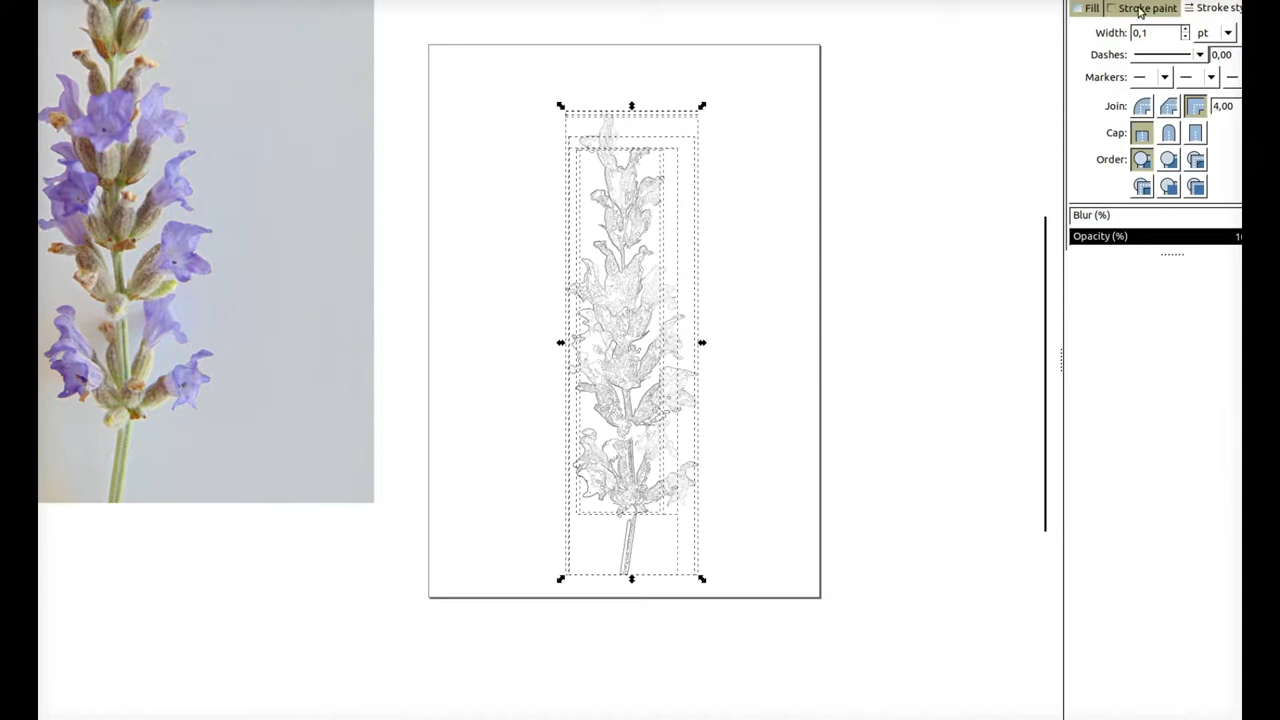 Fill Stroke paint Stroke sty
Width: 0,1 pt
Dashes: 0,00
Markers:
Join: 4,00
Cap:
Order:
Blur (%)
Opacity (%) 1